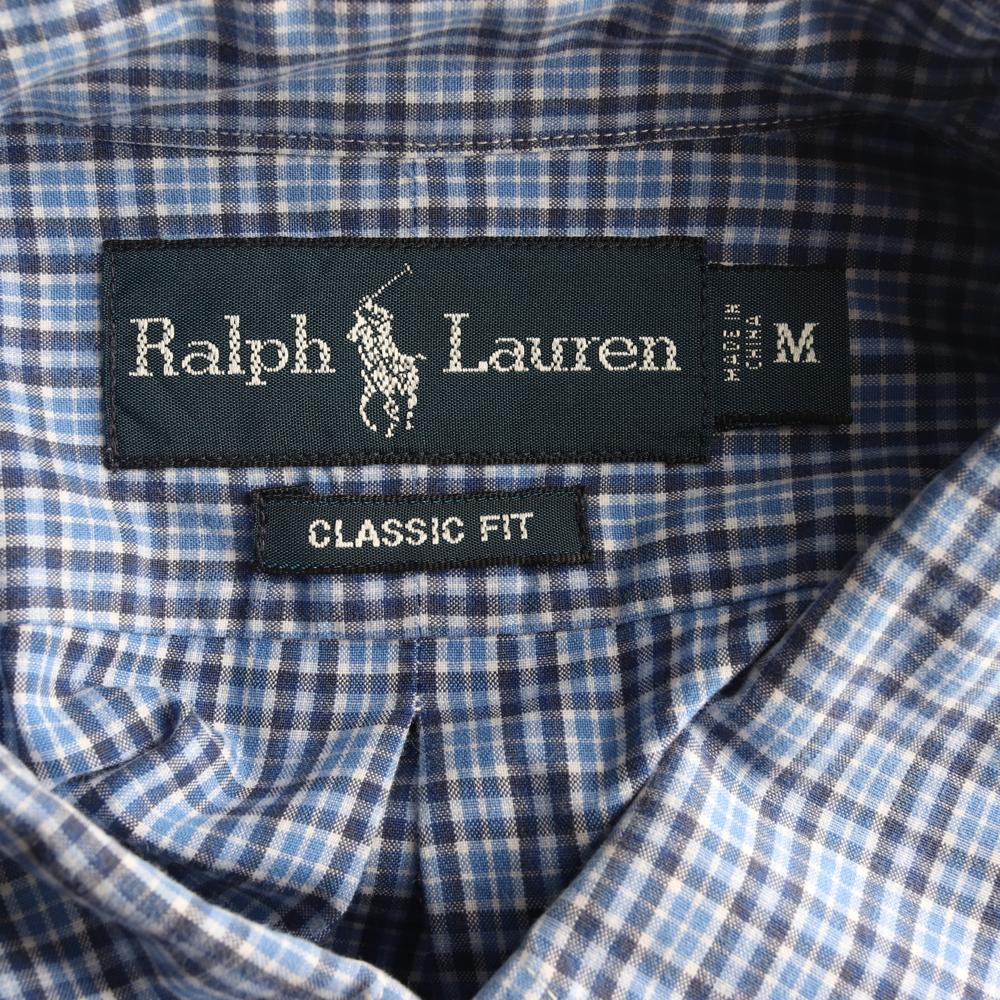 Ralph Lauren
MADE IN
CHINA
M
CLASSIC FIT